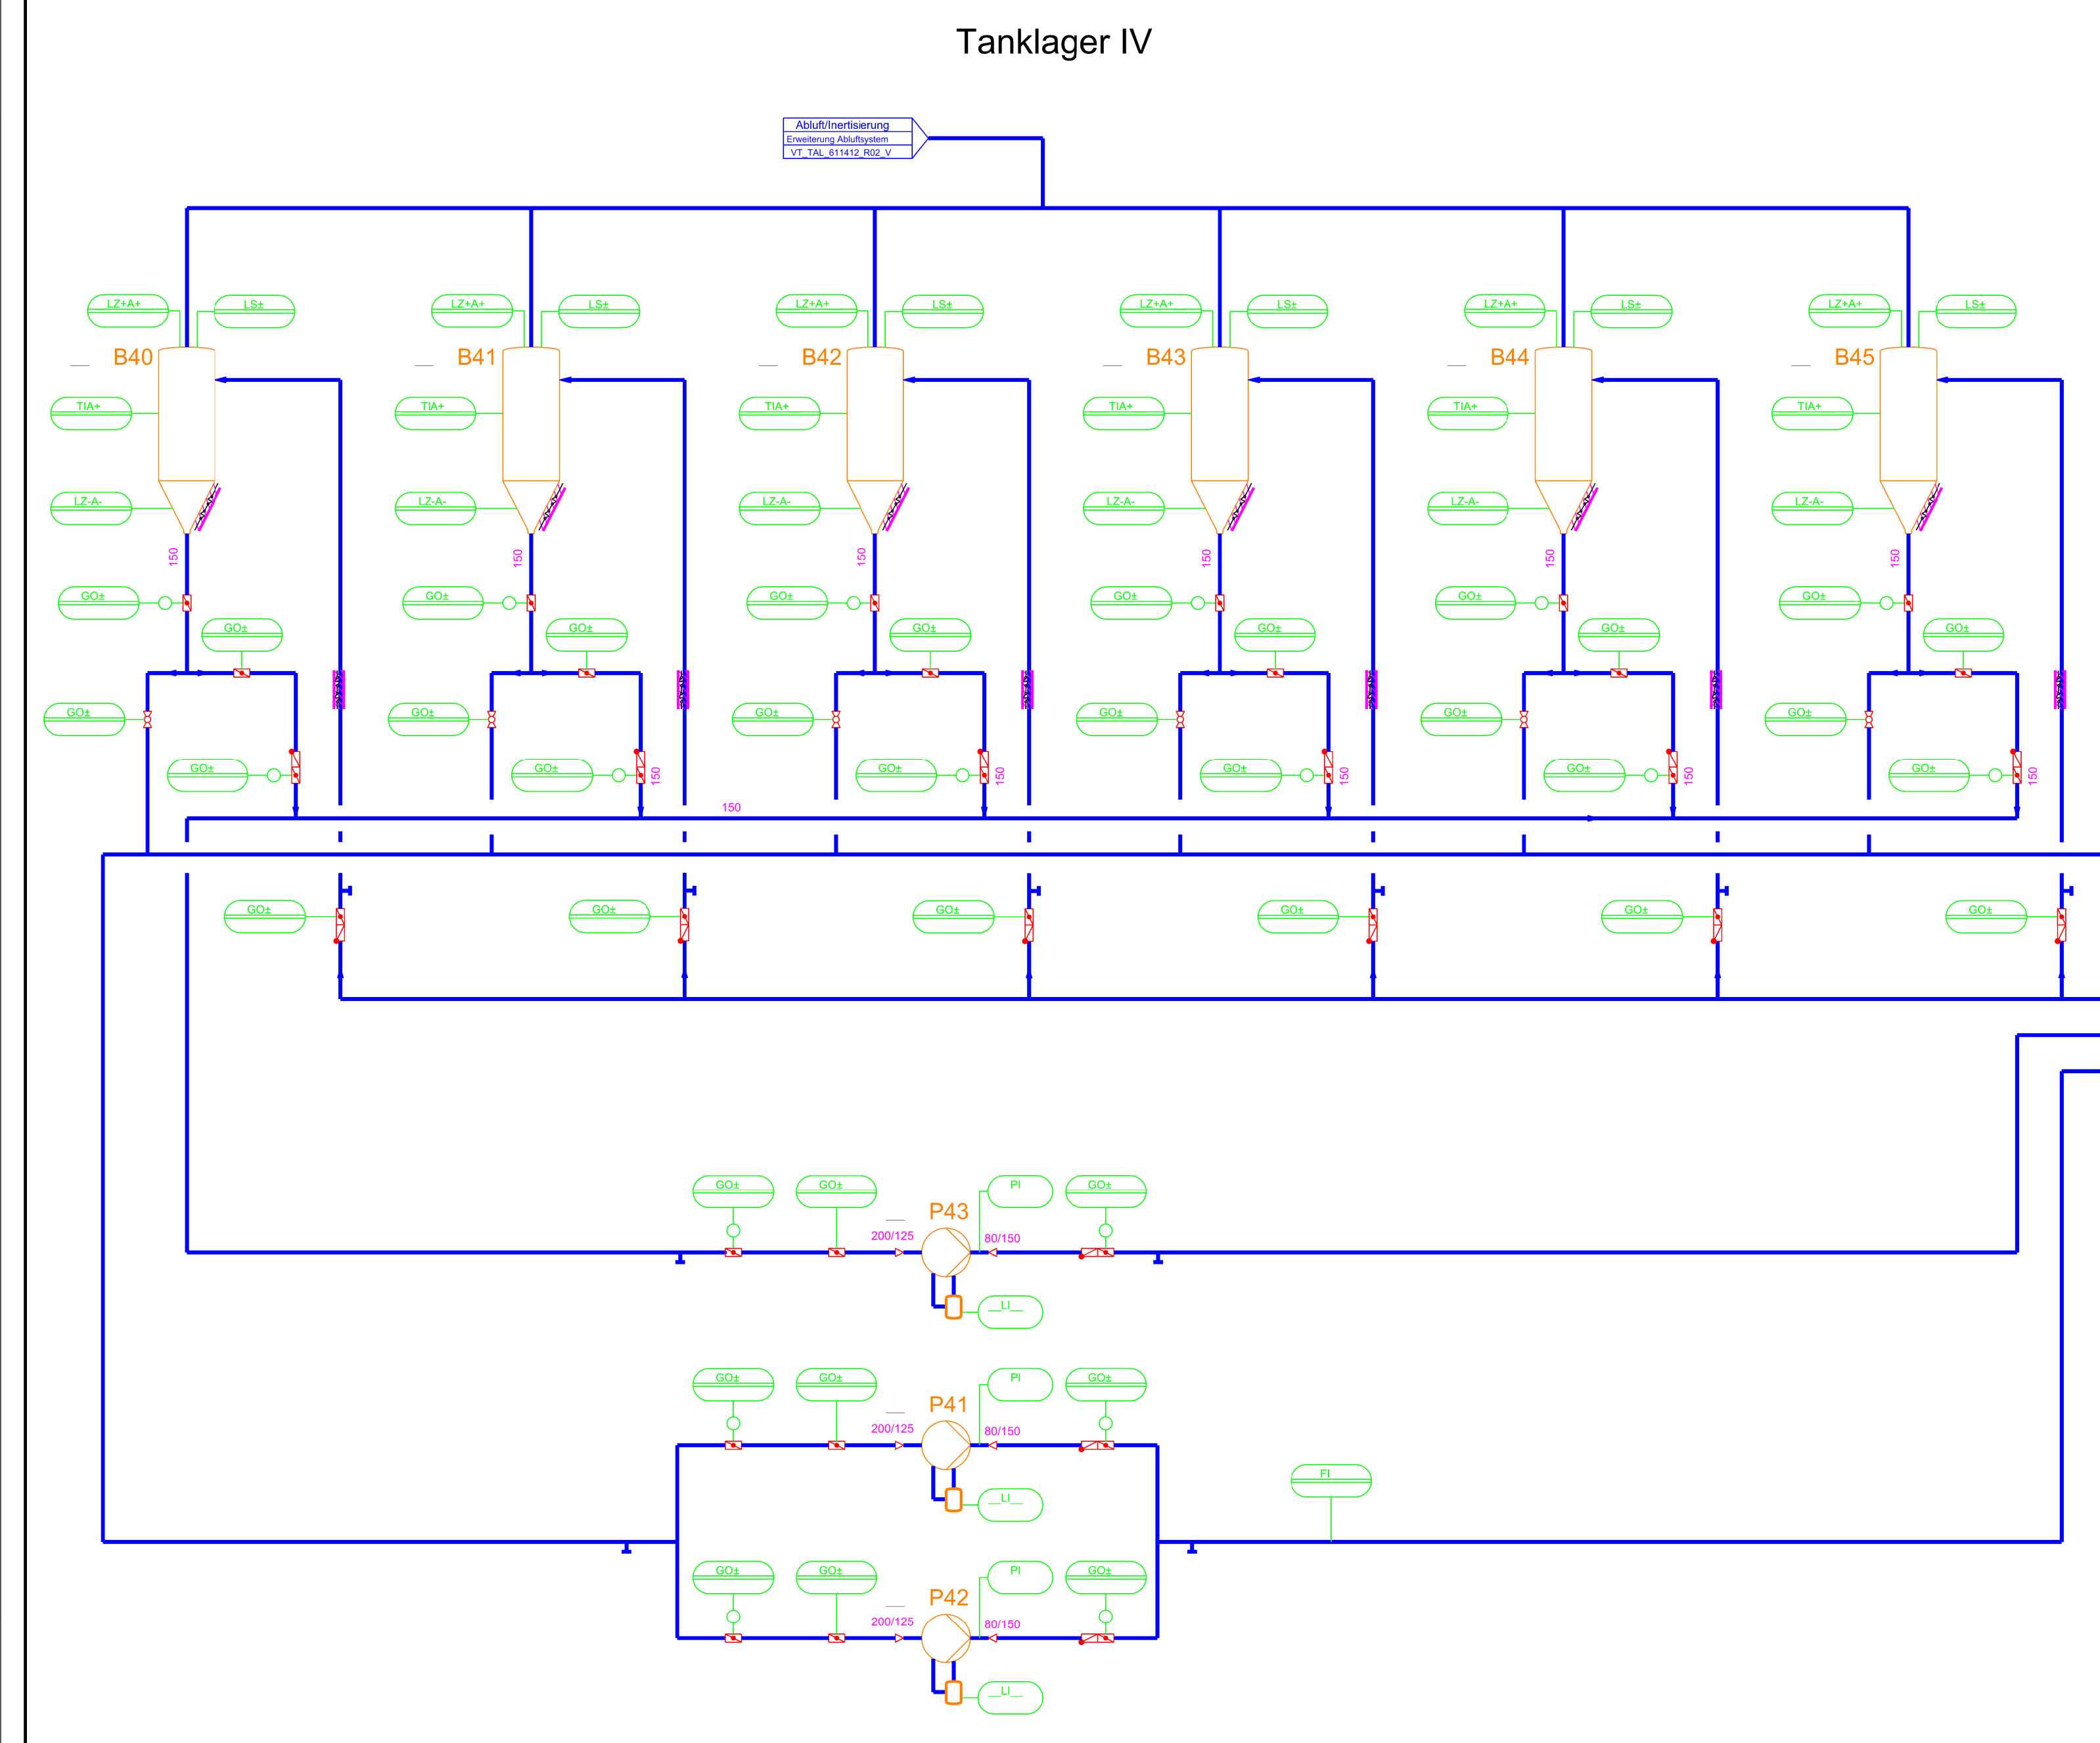 Tanklager IV
Abluft/Inertisierung
Erweiterung Abluftsystem
VT_TAL_611412_R02_V
LZ+A+ LS± LZ+A+ LS± LZ+A+ LS± LZ+A+ LS± LZ+A+ LS± LZ+A+ LS±
B40 B41 B42 B43 B44 B45
TIA+ TIA+ TIA+ TIA+ TIA+ TIA+
LZ-A- LZ-A- LZ-A- LZ-A- LZ-A- LZ-A-
150 150 150 150 150 150
GO± GO± GO± GO± GO± GO±
GO± GO± GO± GO± GO± GO±
GO± GO± GO± GO± GO± GO±
GO± GO± 150 GO± 150 GO± 150 GO± 150 GO± 150
150
GO± GO± GO± GO± GO± GO±
GO± GO± PI GO±
P43
200/125 80/150
LI
GO± GO± PI GO±
P41
200/125 80/150
FI
LI
GO± GO± PI GO±
P42
200/125 80/150
LI